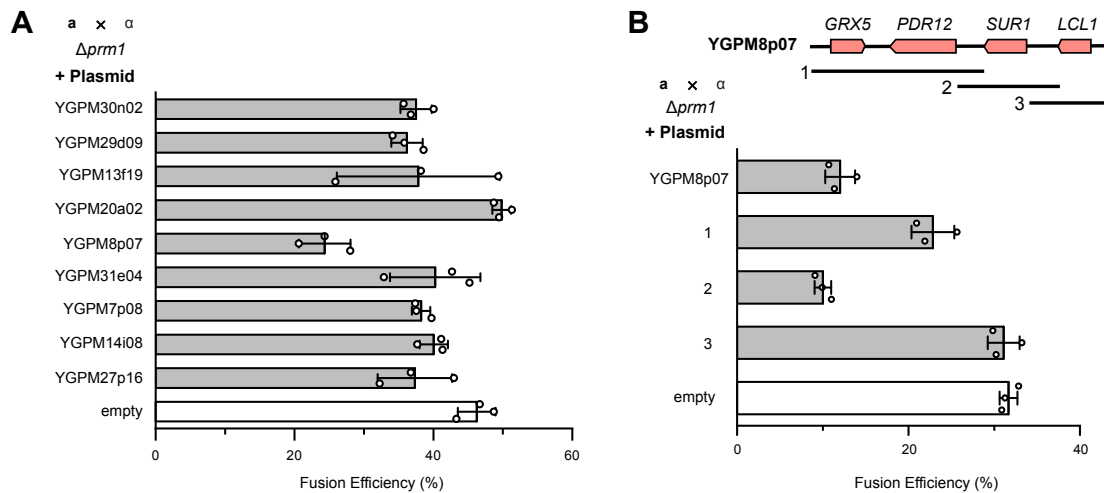 A
a × α
Δprm1
+ Plasmid
YGPM30n02
YGPM29d09
YGPM13f19
YGPM20a02
YGPM8p07
YGPM31e04
YGPM7p08
YGPM14i08
YGPM27p16
empty
0 20 40 60
Fusion Efficiency (%)
B
GRX5 PDR12 SUR1 LCL1
YGPM8p07
1
2
3
a × α
Δprm1
+ Plasmid
YGPM8p07
1
2
3
empty
0 20 40
Fusion Efficiency (%)